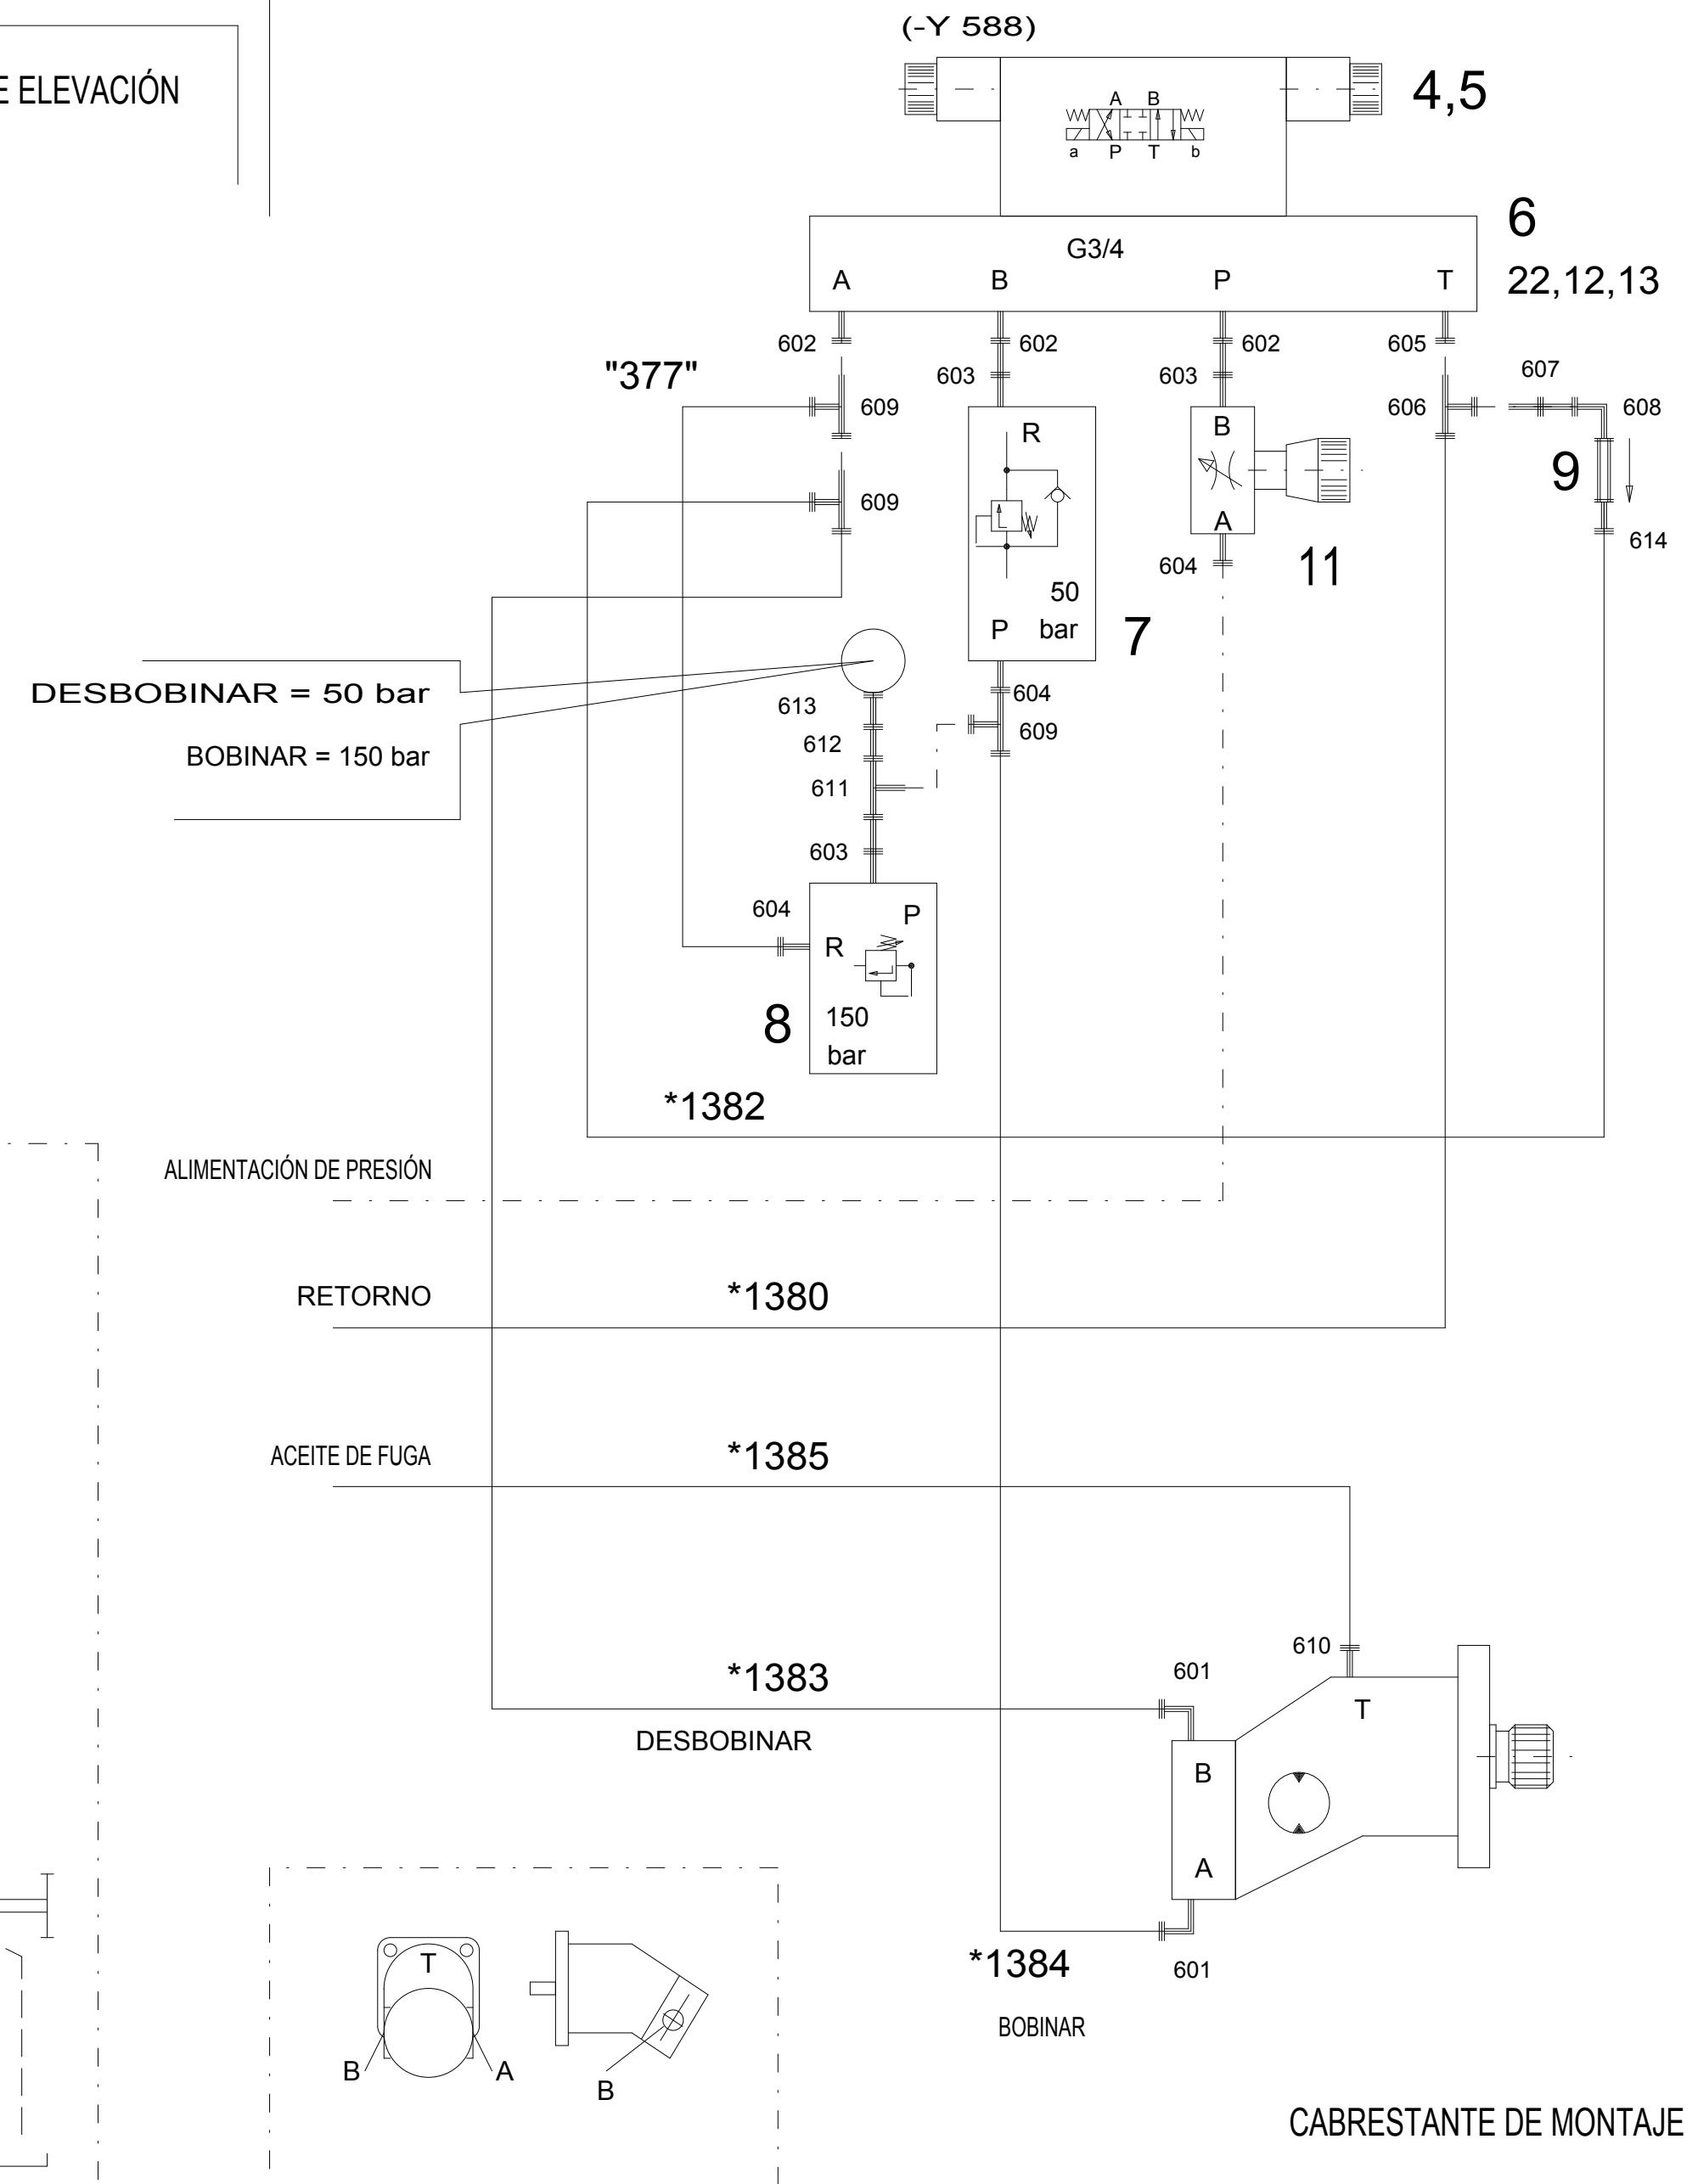 (-Y 588)
E ELEVACIÓN
4,5
A B
a P T b
6
G3/4
22,12,13
A B P T
602 602 602 605
"377"
603 603 607
609 606 608
R B
9
609
A
614
604 11
50
P bar 7
DESBOBINAR = 50 bar
604
613
609
612
BOBINAR = 150 bar
611
603
604 P
R
8 150
bar
*1382
ALIMENTACIÓN DE PRESIÓN
RETORNO *1380
ACEITE DE FUGA *1385
610
*1383 601
T
DESBOBINAR
B
A
T
*1384 601
BOBINAR
B A
B
CABRESTANTE DE MONTAJE